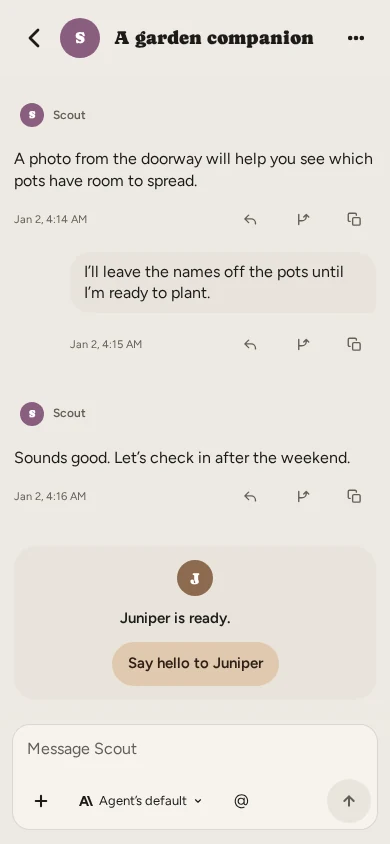 S
A garden companion
S
Scout
A photo from the doorway will help you see which
pots have room to spread.
Jan 2, 4:14 AM
I’ll leave the names off the pots until
I’m ready to plant.
Jan 2, 4:15 AM
S
Scout
Sounds good. Let’s check in after the weekend.
Jan 2, 4:16 AM
J
Juniper is ready.
Say hello to Juniper
Message Scout
Agent’s default
@